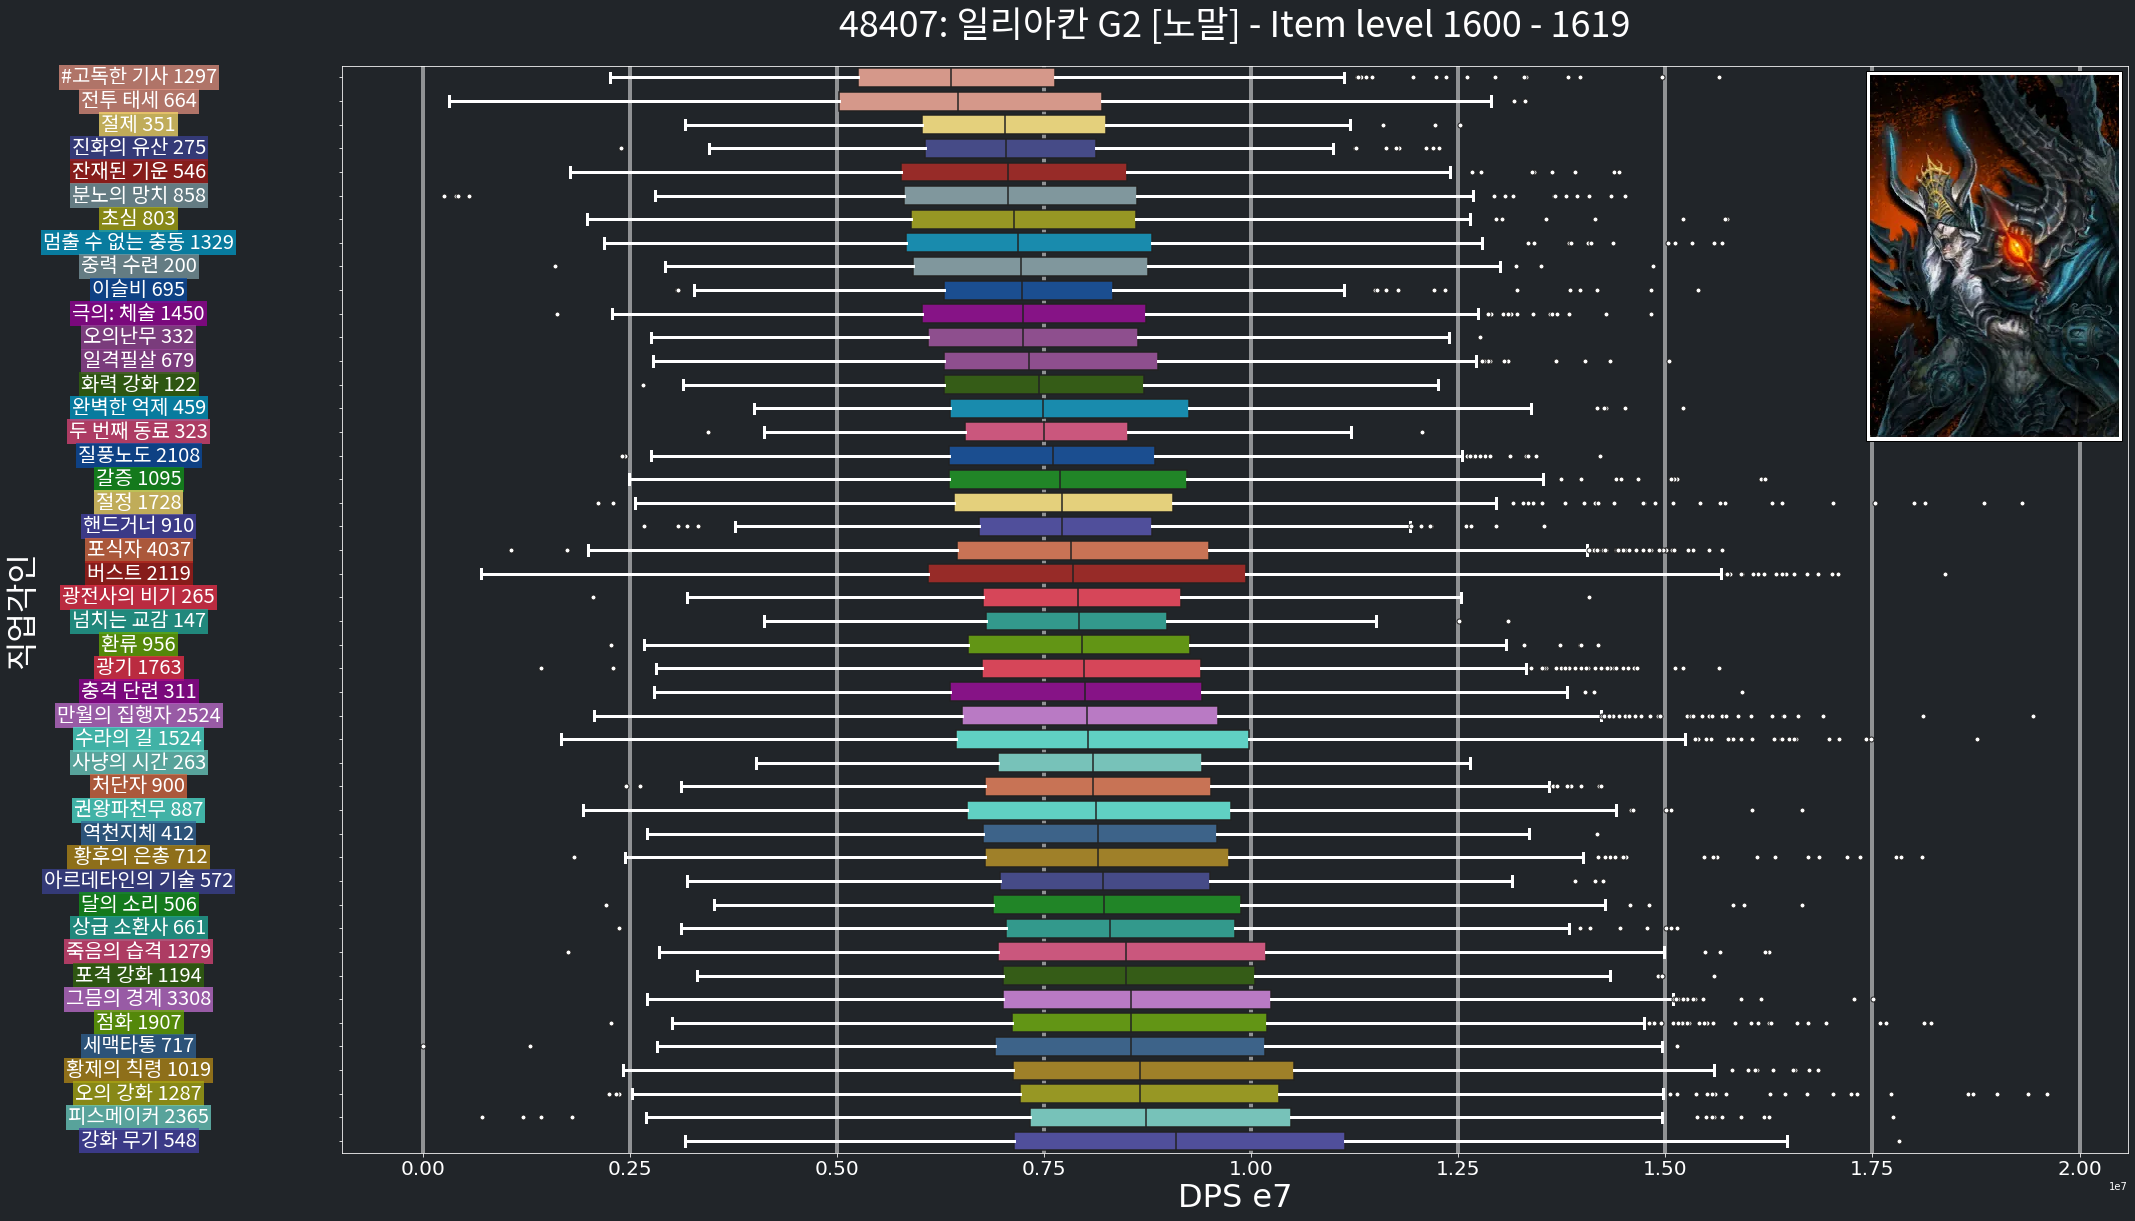 48407: 일리아칸 G2 [노말] - Item level 1600 - 1619
직업각인
#고독한 기사 1297
전투 태세 664
절제 351
진화의 유산 275
잔재된 기운 546
분노의 망치 858
초심 803
멈출 수 없는 충동 1329
중력 수련 200
이슬비 695
극의: 체술 1450
오의난무 332
일격필살 679
화력 강화 122
완벽한 억제 459
두 번째 동료 323
질풍노도 2108
갈증 1095
절정 1728
핸드거너 910
포식자 4037
버스트 2119
광전사의 비기 265
넘치는 교감 147
환류 956
광기 1763
충격 단련 311
만월의 집행자 2524
수라의 길 1524
사냥의 시간 263
처단자 900
권왕파천무 887
역천지체 412
황후의 은총 712
아르데타인의 기술 572
달의 소리 506
상급 소환사 661
죽음의 습격 1279
포격 강화 1194
그믐의 경계 3308
점화 1907
세맥타통 717
황제의 칙령 1019
오의 강화 1287
피스메이커 2365
강화 무기 548
0.00 0.25 0.50 0.75 1.00 1.25 1.50 1.75 2.00
1e7
DPS e7